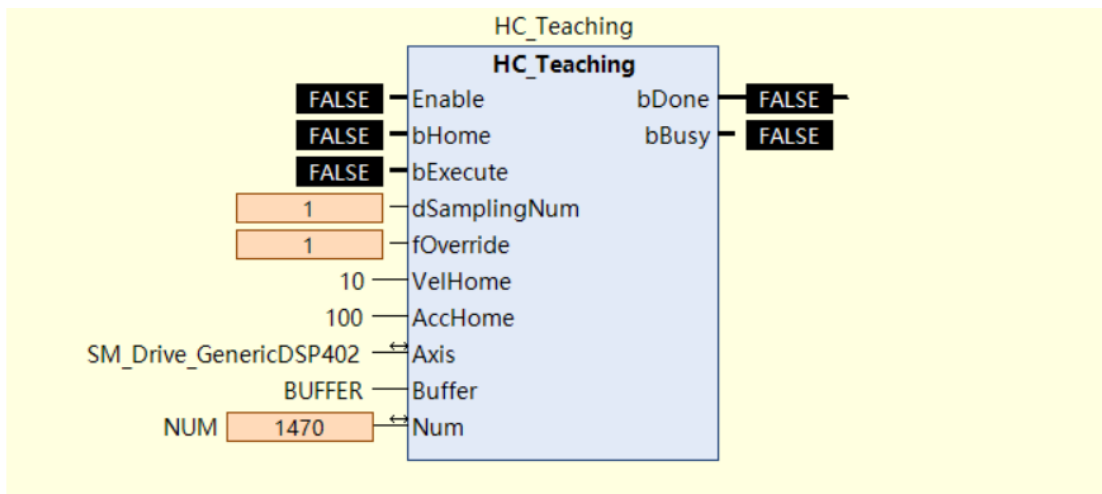 HC_Teaching
HC_Teaching
FALSE Enable bDone FALSE
FALSE bHome bBusy FALSE
FALSE bExecute
1 dSamplingNum
1 fOverride
10 VelHome
100 AccHome
SM_Drive_GenericDSP402 Axis
BUFFER Buffer
NUM 1470 Num